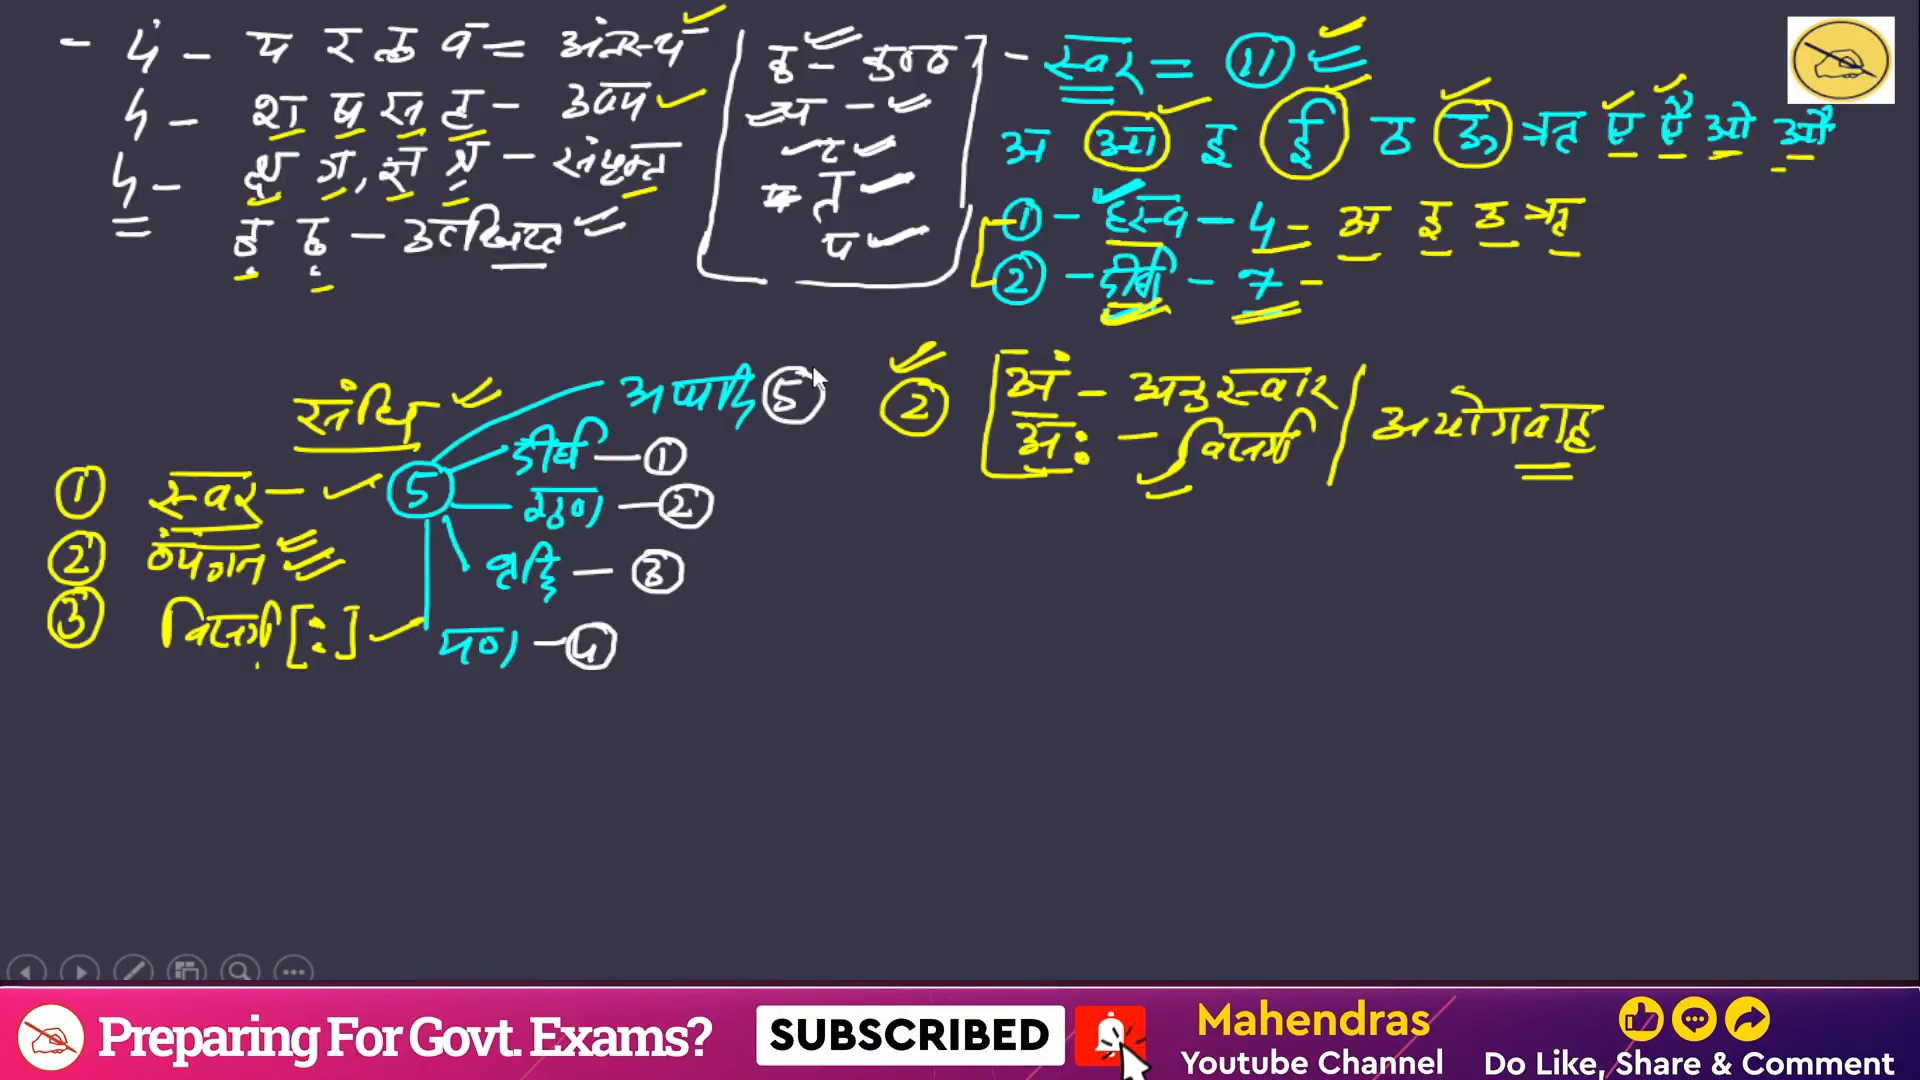 - 4 - य र ल व = अंतस्थ
4 - श ष स ह - उष्म
4 - क्ष त्र, ज्ञ श्र - संयुक्त
ड़ ढ़ - उत्क्षिप्त
क - कण्ठ
च -
ट
त
प
- स्वर = 11
अ आ इ ई उ ऊ ऋ ए ऐ ओ औ
1 - ह्रस्व - 4 = अ इ उ ऋ
2 - दीर्घ - 7 -
2 अं - अनुस्वार
अः - विसर्ग
अयोगवाह
संधि
1 स्वर - 5
2 व्यंजन
3 विसर्ग [:]
अयादि 5
दीर्घ - 1
गुण - 2
वृद्धि - 3
यण - 4
Preparing For Govt. Exams?
SUBSCRIBED
Mahendras
Youtube Channel
Do Like, Share & Comment